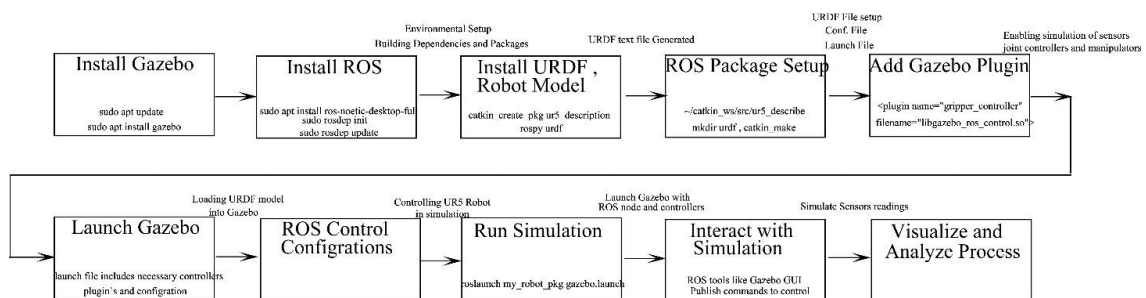 Install Gazebo
sudo apt update
sudo apt install gazebo
Environmental Setup
Building Dependencies and Packages
Install ROS
sudo apt install ros-noetic-desktop-full
sudo rosdep init
sudo rosdep update
Install URDF ,
Robot Model
catkin create pkg ur5 description
rospy urdf
URDF text file Generated
ROS Package Setup
~/catkin_ws/src/ur5_describe
mkdir urdf , catkin_make
URDF File setup
Conf. File
Launch File
Add Gazebo Plugin
<plugin name="gripper_controller"
filename="libgazebo_ros_control.so">
Enabling simulation of sensors
joint controllers and manipulators
Launch Gazebo
launch file includes necessary controllers
plugin's and configration
Loading URDF model
into Gazebo
ROS Control
Configrations
Controlling UR5 Robot
in simulation
Run Simulation
roslaunch my_robot_pkg gazebo.launch
Launch Gazebo with
ROS node and controllers
Interact with
Simulation
ROS tools like Gazebo GUI
Publish commands to control
Simulate Sensors readings
Visualize and
Analyze Process